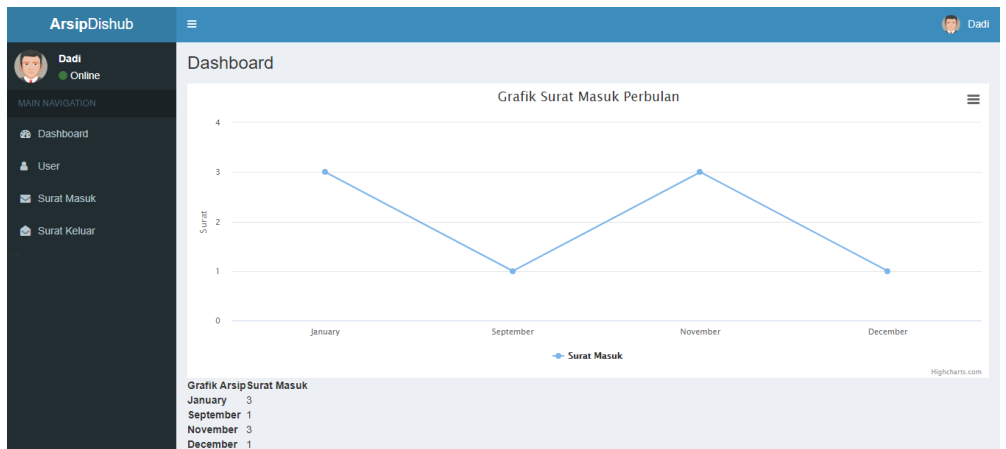 ArsipDishub
Dadi
Dadi
Online
MAIN NAVIGATION
Dashboard
User
Surat Masuk
Surat Keluar
Dashboard
Grafik Surat Masuk Perbulan
4
3
2
1
0
Surat
January September November December
Surat Masuk
Highcharts.com
Grafik Arsip Surat Masuk
January 3
September 1
November 3
December 1